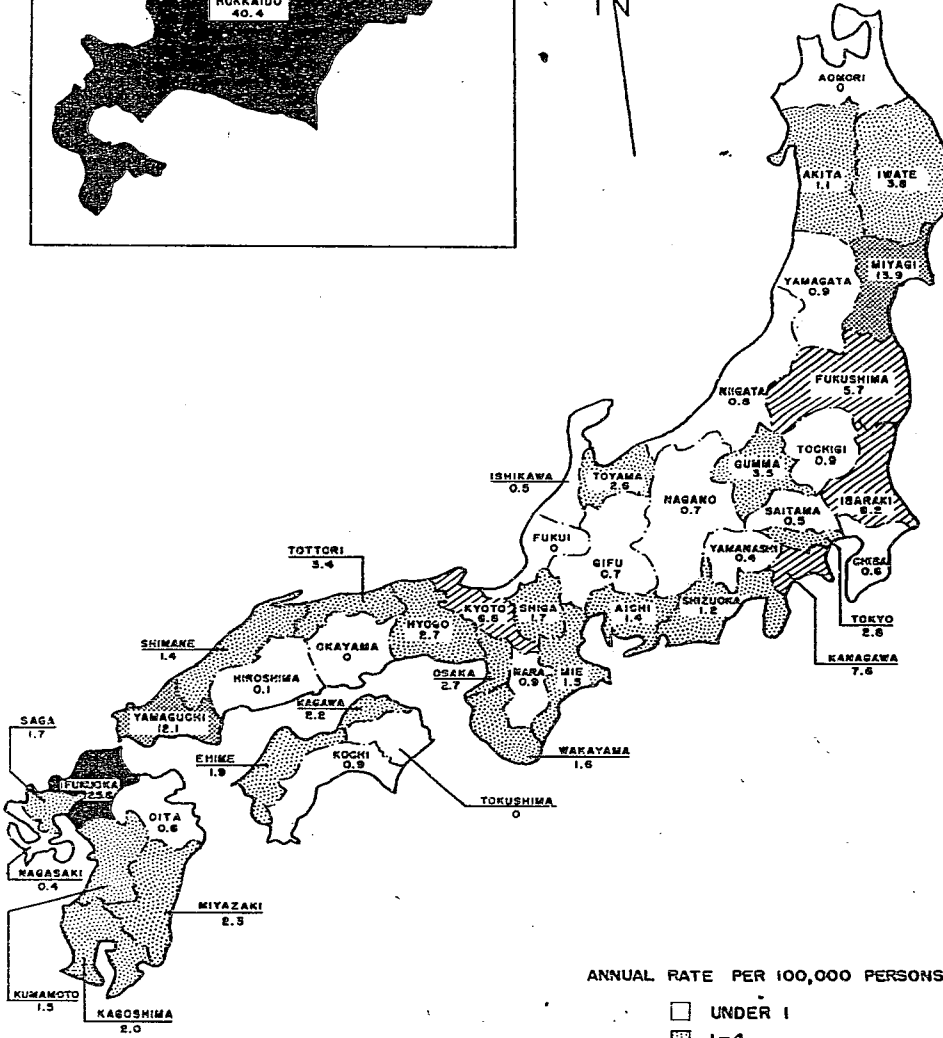 HOKKAIDO
40.4
N
AOMORI
0
AKITA
1.1
IWATE
3.8
MIYAGI
13.9
YAMAGATA
0.9
NIIGATA
0.8
FUKUSHIMA
5.7
TOCHIGI
0.9
GUMMA
3.5
IBARAKI
6.2
ISHIKAWA
0.5
TOYAMA
2.6
NAGANO
0.7
SAITAMA
0.5
FUKUI
0
GIFU
0.7
YAMANASHI
0.4
CHIBA
0.6
TOTTORI
3.4
KYOTO
6.8
SHIGA
1.7
AICHI
1.4
SHIZUOKA
1.2
TOKYO
2.8
KANAGAWA
7.6
SHIMANE
1.4
HYOGO
2.7
OKAYAMA
0
HIROSHIMA
0.1
OSAKA
2.7
NARA
0.9
MIE
1.5
SAGA
1.7
YAMAGUCHI
12.1
KAGAWA
2.2
WAKAYAMA
1.6
EHIME
1.9
KOCHI
0.9
TOKUSHIMA
0
FUKUOKA
OITA
0.6
NAGASAKI
0.4
MIYAZAKI
2.3
KUMAMOTO
1.5
KAGOSHIMA
2.0
ANNUAL RATE PER 100,000 PERSONS
UNDER 1
1-4